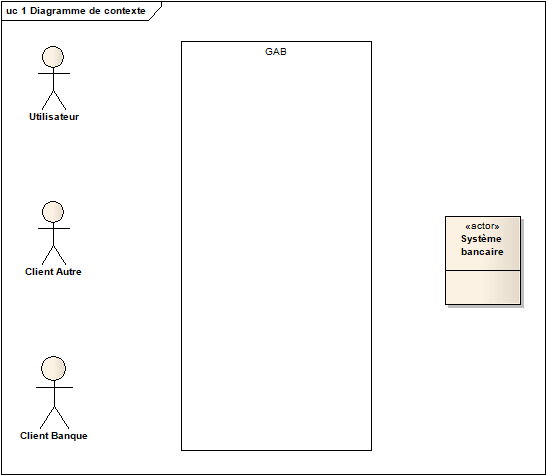 uc 1 Diagramme de contexte
GAB
Utilisateur
Client Autre
«actor»
Système
bancaire
Client Banque